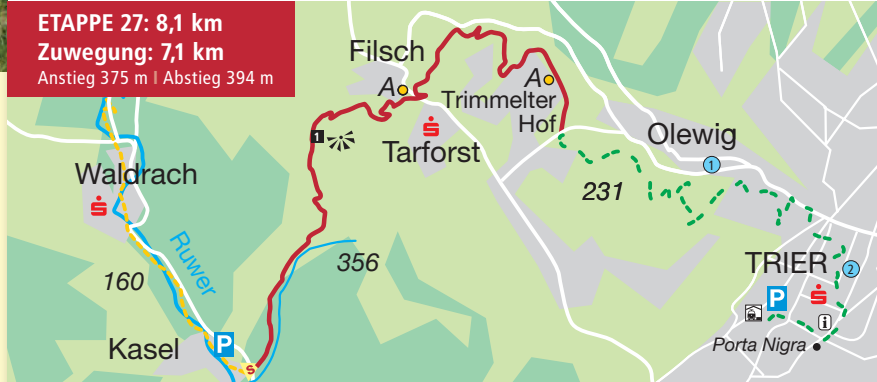 ETAPPE 27: 8,1 km
Zuwegung: 7,1 km
Anstieg 375 m | Abstieg 394 m
Filsch
A
A
Trimmelter
Hof
1
Tarforst
Olewig
1
231
Waldrach
Ruwer
160
356
TRIER
2
P
i
Porta Nigra
Kasel
P
S